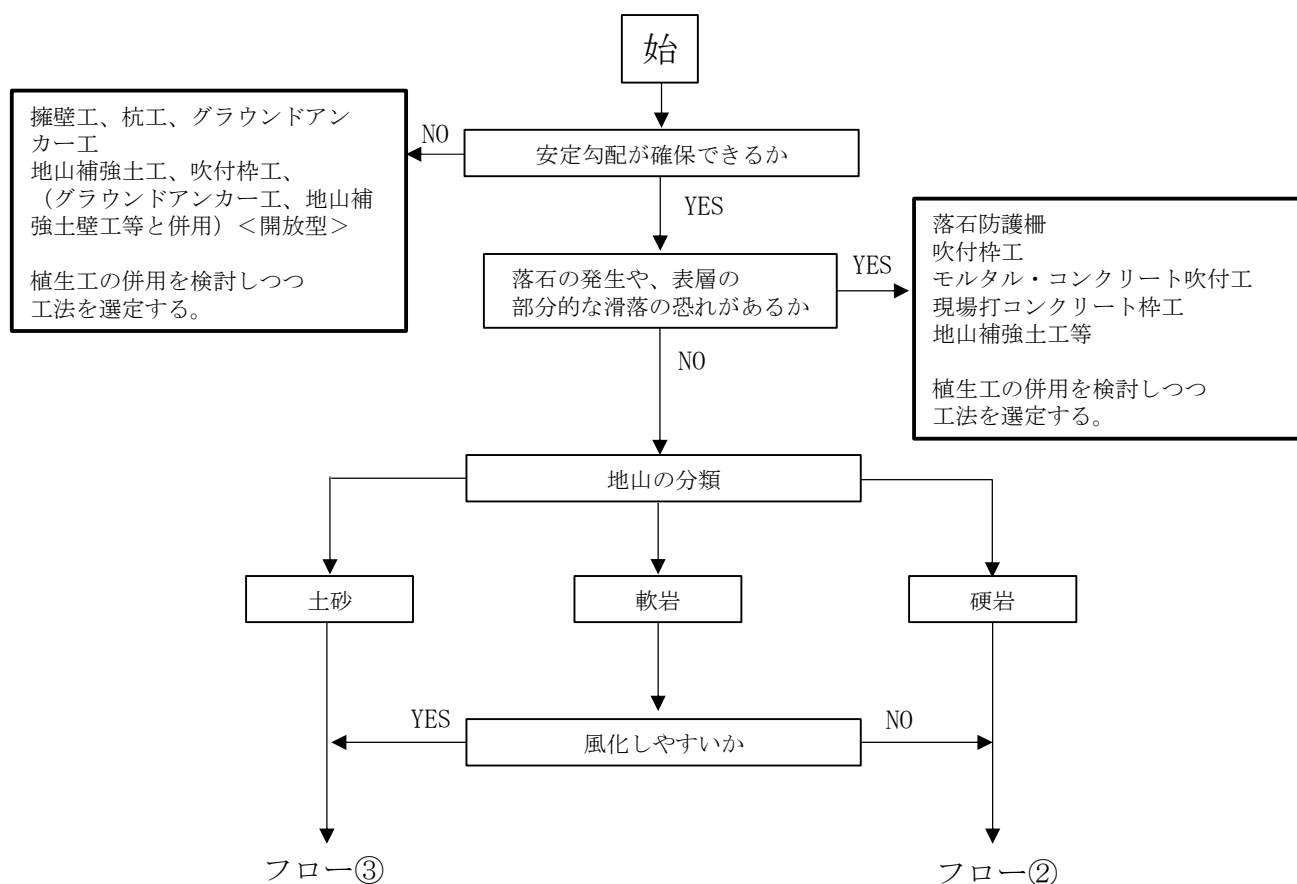 始
擁壁工、杭工、グラウンドアン
カー工
地山補強土工、吹付枠工、
（グラウンドアンカー工、地山補
強土壁工等と併用）＜開放型＞
植生工の併用を検討しつつ
工法を選定する。
NO
安定勾配が確保できるか
YES
落石の発生や、表層の
部分的な滑落の恐れがあるか
YES
落石防護柵
吹付枠工
モルタル・コンクリート吹付工
現場打コンクリート枠工
地山補強土工等
植生工の併用を検討しつつ
工法を選定する。
NO
地山の分類
土砂
軟岩
硬岩
YES
風化しやすいか
NO
フロー③
フロー②